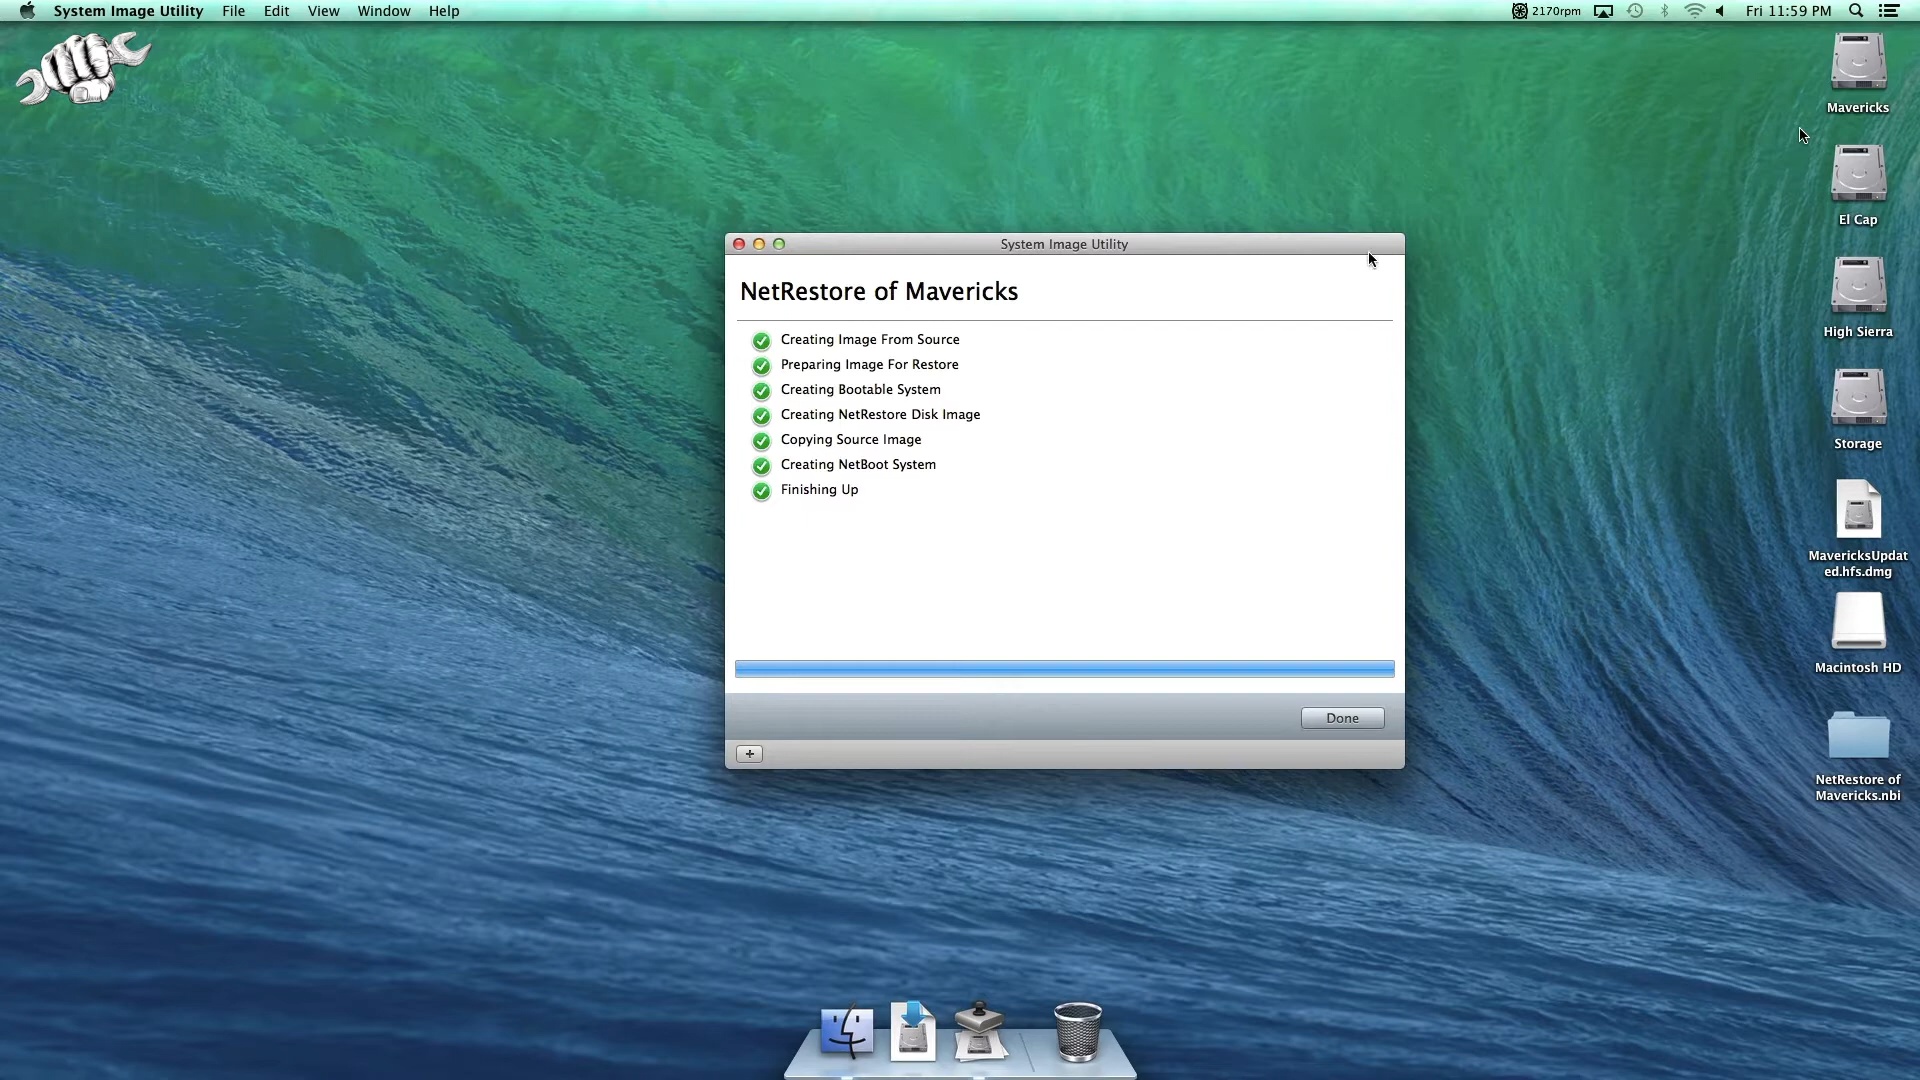 System Image Utility File Edit View Window Help
2170rpm Fri 11:59 PM
Mavericks
El Cap
High Sierra
Storage
MavericksUpdat
ed.hfs.dmg
Macintosh HD
NetRestore of
Mavericks.nbi
System Image Utility
NetRestore of Mavericks
Creating Image From Source
Preparing Image For Restore
Creating Bootable System
Creating NetRestore Disk Image
Copying Source Image
Creating NetBoot System
Finishing Up
Done
+